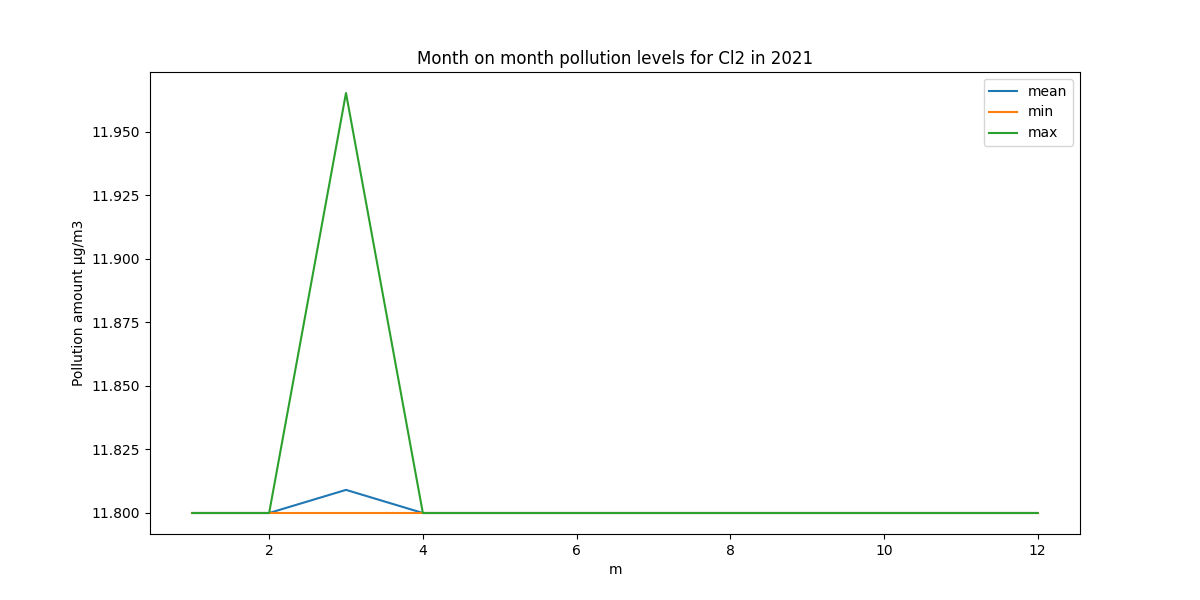 Month on month pollution levels for Cl2 in 2021
mean
min
max
Pollution amount µg/m3
11.950
11.925
11.900
11.875
11.850
11.825
11.800
2 4 6 8 10 12
m